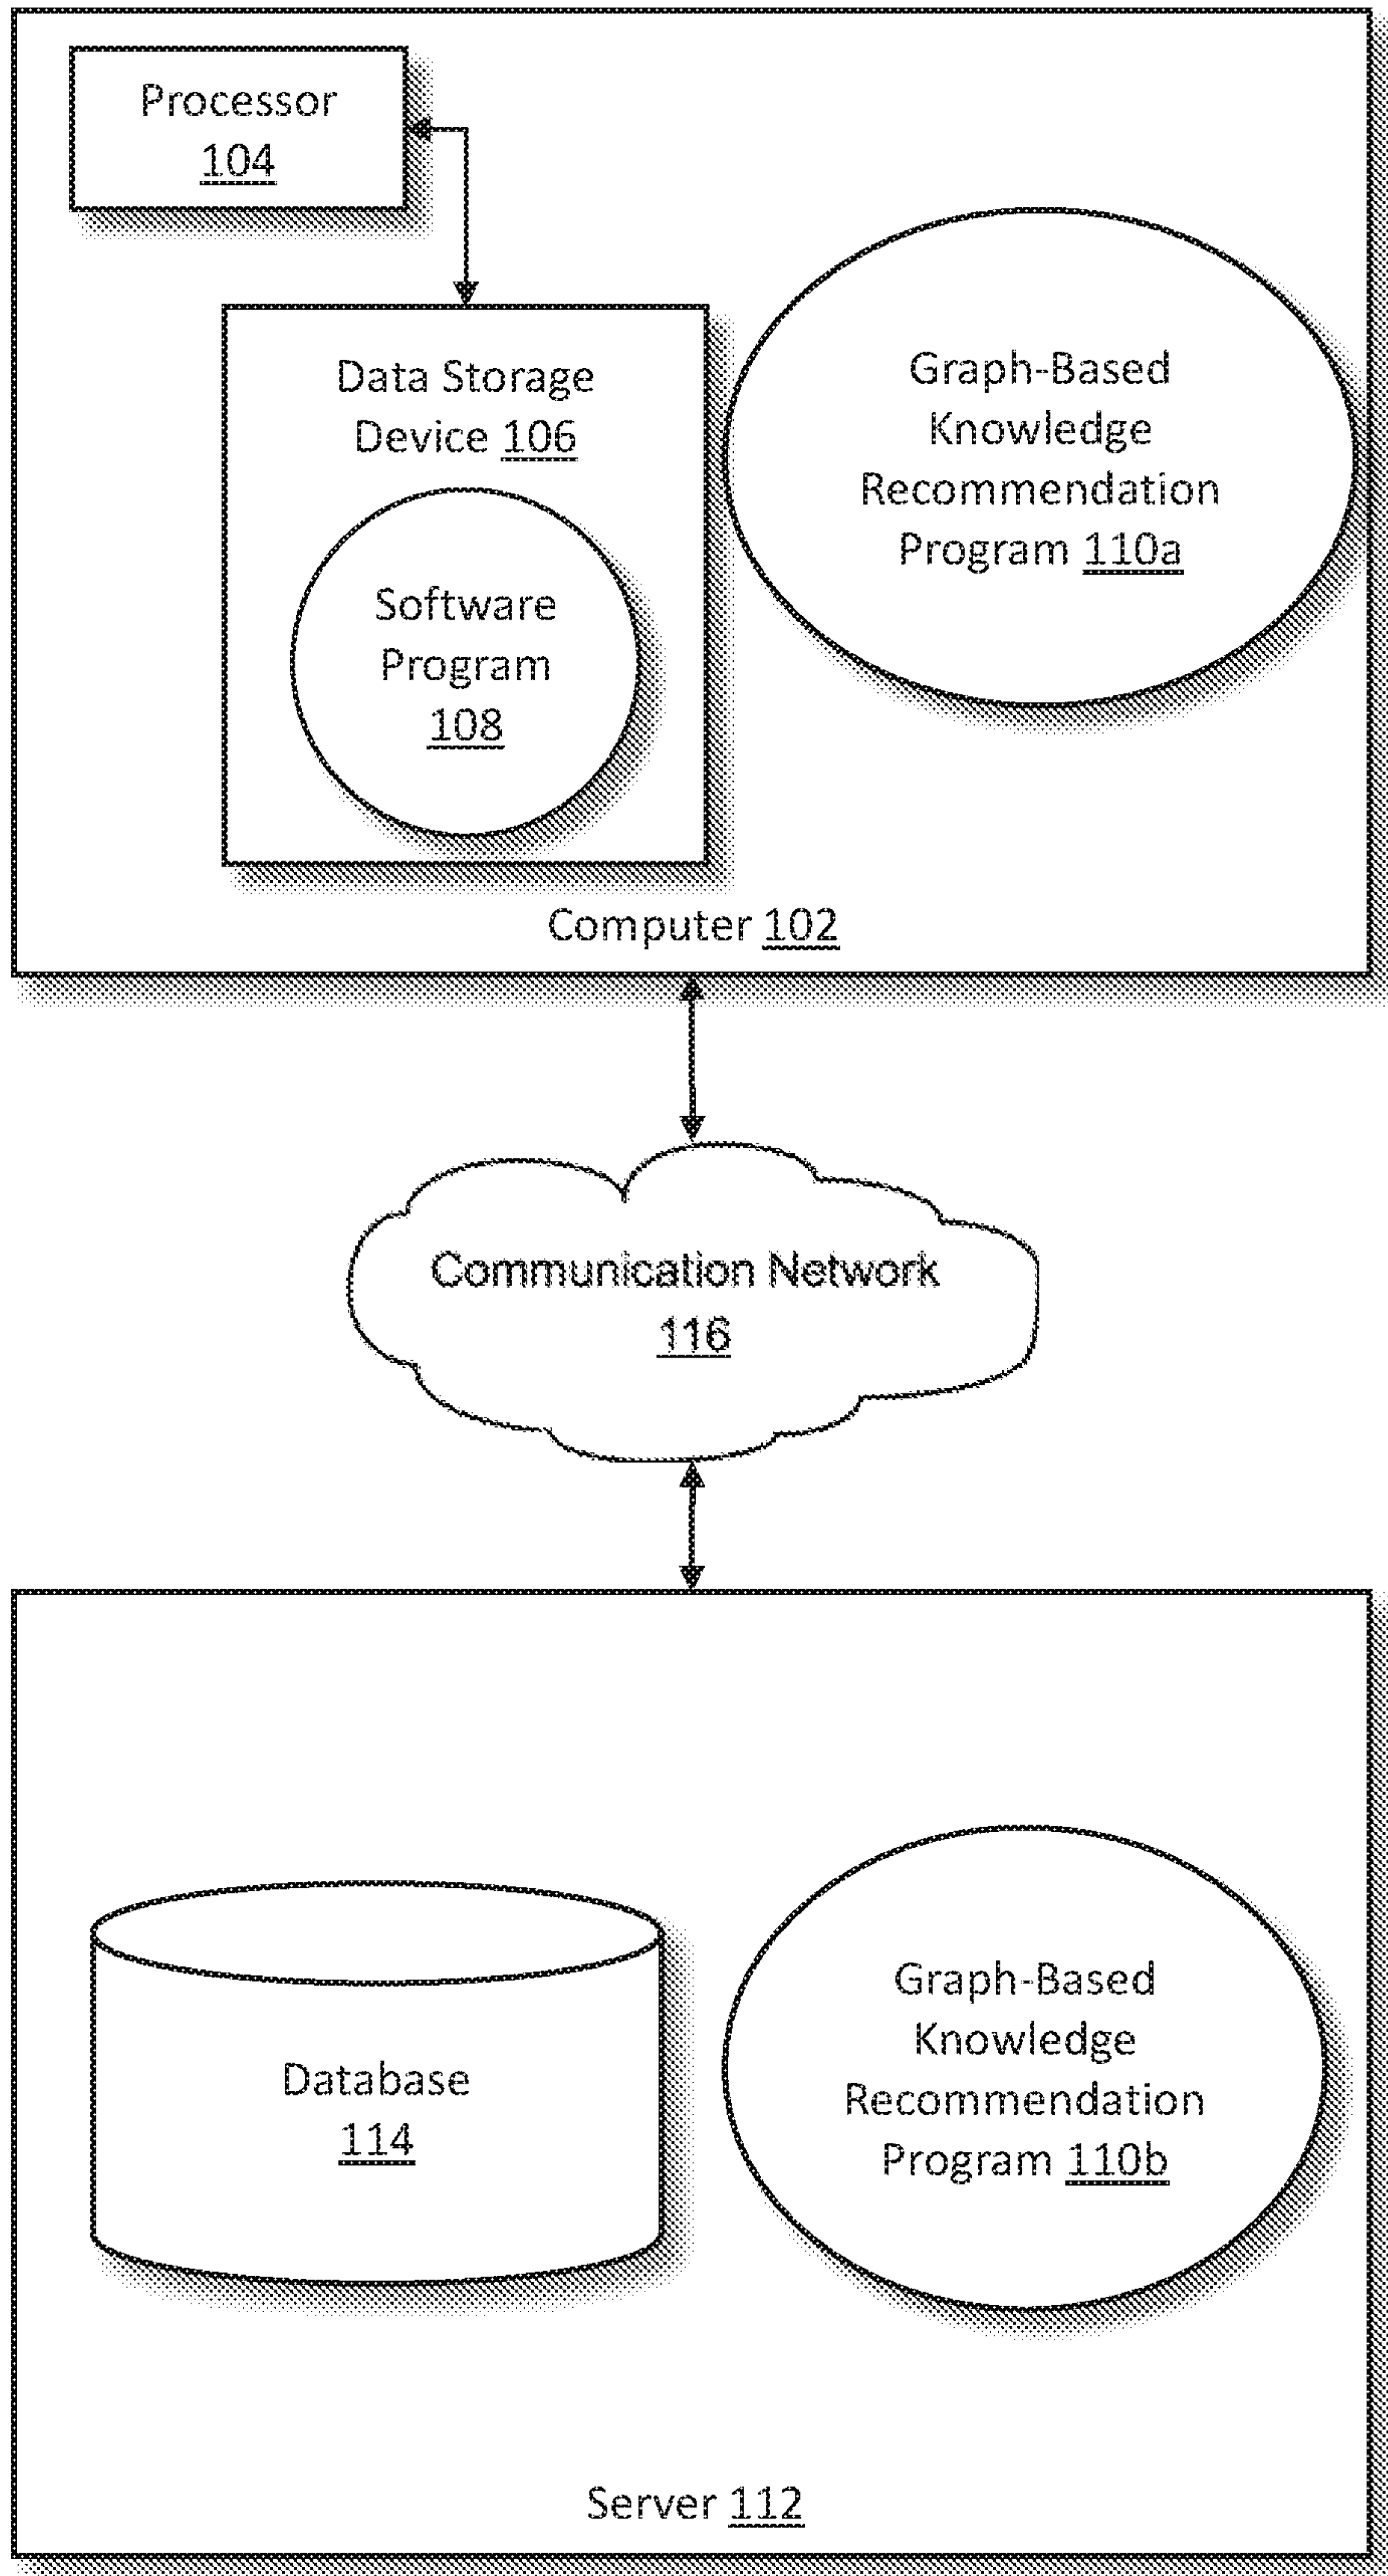 Processor
104
Data Storage
Device 106
Software
Program
108
Graph-Based
Knowledge
Recommendation
Program 110a
Computer 102
Communication Network
116
Database
114
Graph-Based
Knowledge
Recommendation
Program 110b
Server 112